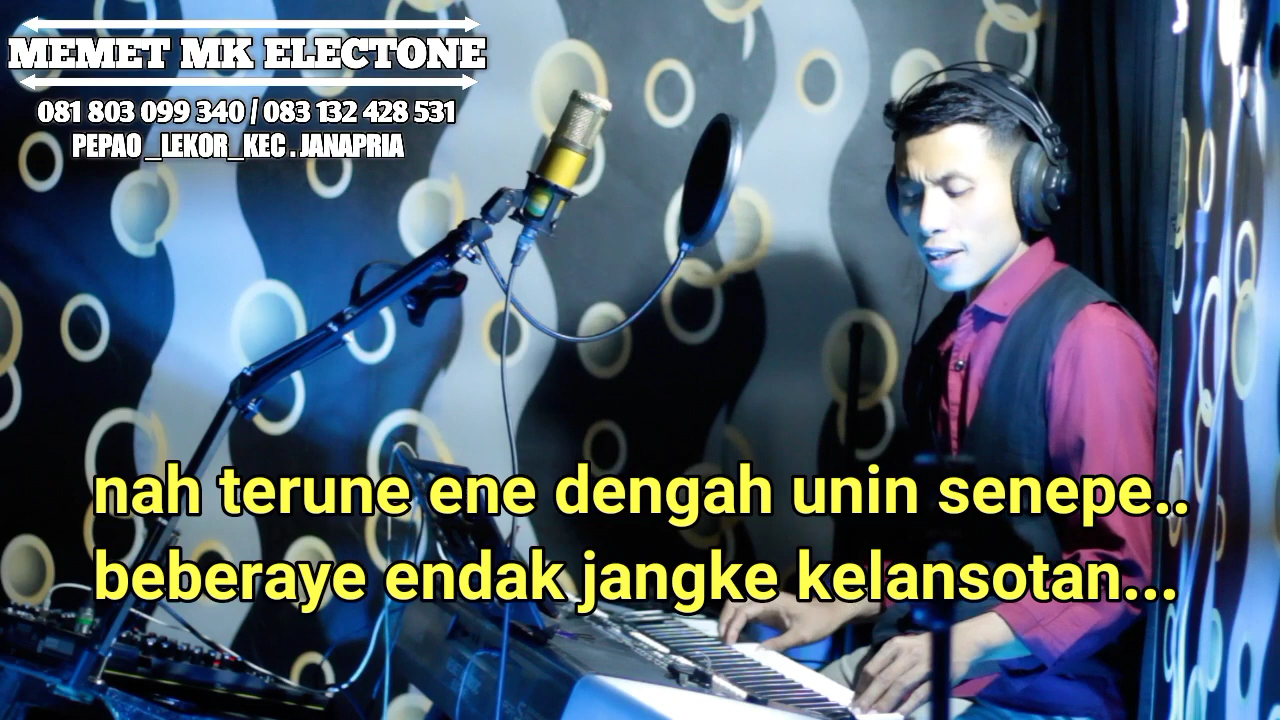 MEMET MK ELECTONE
081 803 099 340 / 083 132 428 531
PEPAO _LEKOR_KEC . JANAPRIA
nah terune ene dengah unin senepe..
beberaye endak jangke kelansotan...